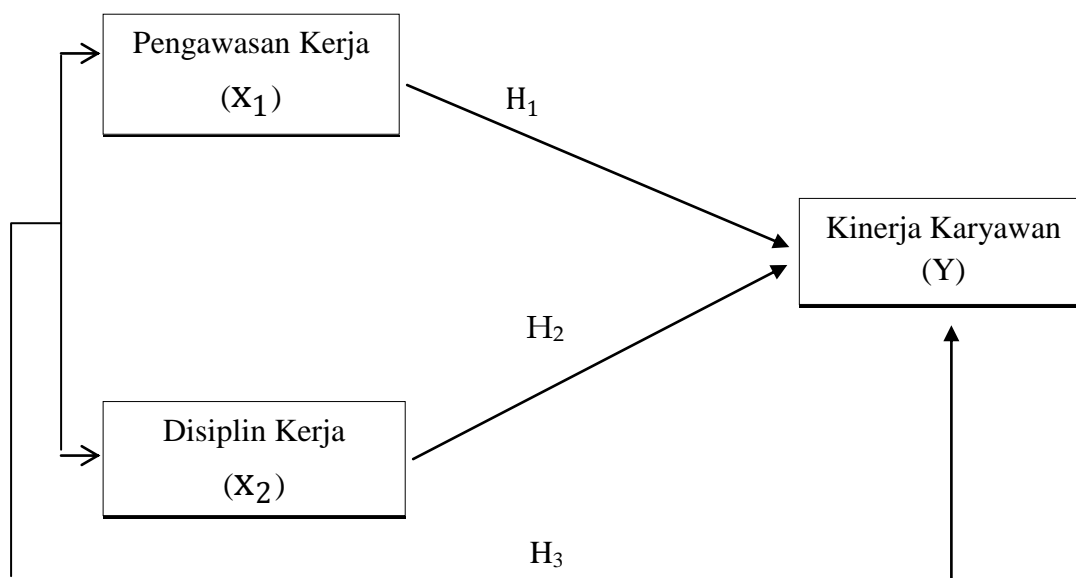 Pengawasan Kerja
(X₁)
H₁
Kinerja Karyawan
(Y)
H₂
Disiplin Kerja
(X₂)
H₃